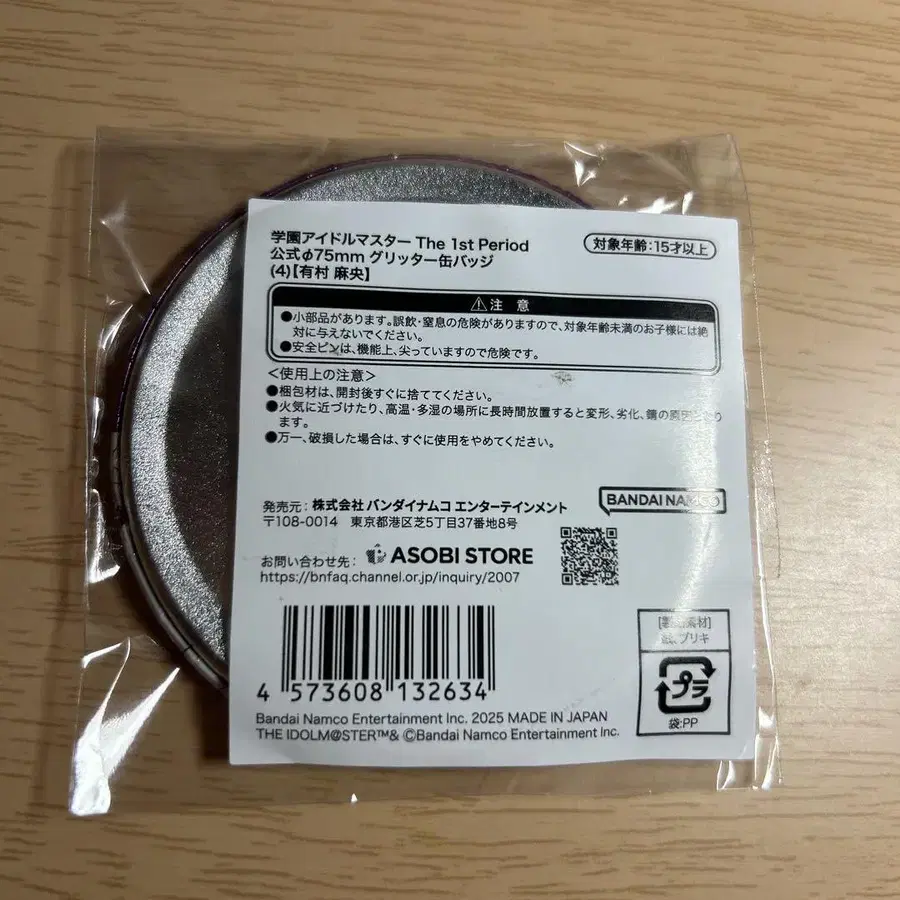 学園アイドルマスター The 1st Period
公式φ75mm グリッター缶バッジ
(4)【有村 麻央】
対象年齢:15才以上
⚠注 意
●小部品があります。誤飲・窒息の危険がありますので、対象年齢未満のお子様には絶
対に与えないでください。
●安全ピンは、機能上、尖っていますので危険です。
<使用上の注意>
●梱包材は、開封後すぐに捨ててください。
●火気に近づけたり、高温・多湿の場所に長時間放置すると変形、劣化、錆の原因となり
ます。
●万一、破損した場合は、すぐに使用をやめてください。
BANDAI NAMCO
発売元:株式会社 バンダイナムコ エンターテインメント
〒108-0014 東京都港区芝5丁目37番地8号
お問い合わせ先: ASOBI STORE
https://bnfaq.channel.or.jp/inquiry/2007
4 573608 132634
Bandai Namco Entertainment Inc. 2025 MADE IN JAPAN
THE IDOLM@STER™& ©Bandai Namco Entertainment Inc.
[製品素材]
ブリキ
プラ
袋:PP